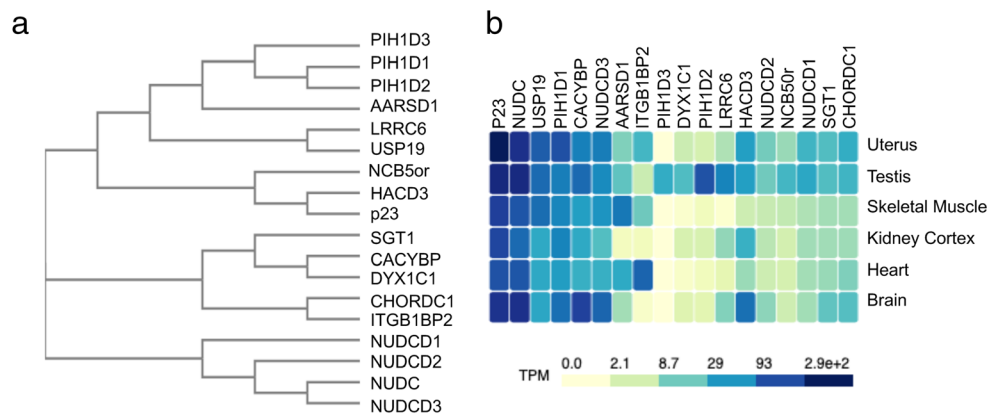 a
PIH1D3
PIH1D1
PIH1D2
AARSD1
LRRC6
USP19
NCB5or
HACD3
p23
SGT1
CACYBP
DYX1C1
CHORDC1
ITGB1BP2
NUDCD1
NUDCD2
NUDC
NUDCD3
b
P23
NUDC
USP19
PIH1D1
CACYBP
NUDCD3
AARSD1
ITGB1BP2
PIH1D3
DYX1C1
PIH1D2
LRRC6
HACD3
NUDCD2
NCB50r
NUDCD1
SGT1
CHORDC1
Uterus
Testis
Skeletal Muscle
Kidney Cortex
Heart
Brain
0.0 2.1 8.7 29 93 2.9e+2
TPM